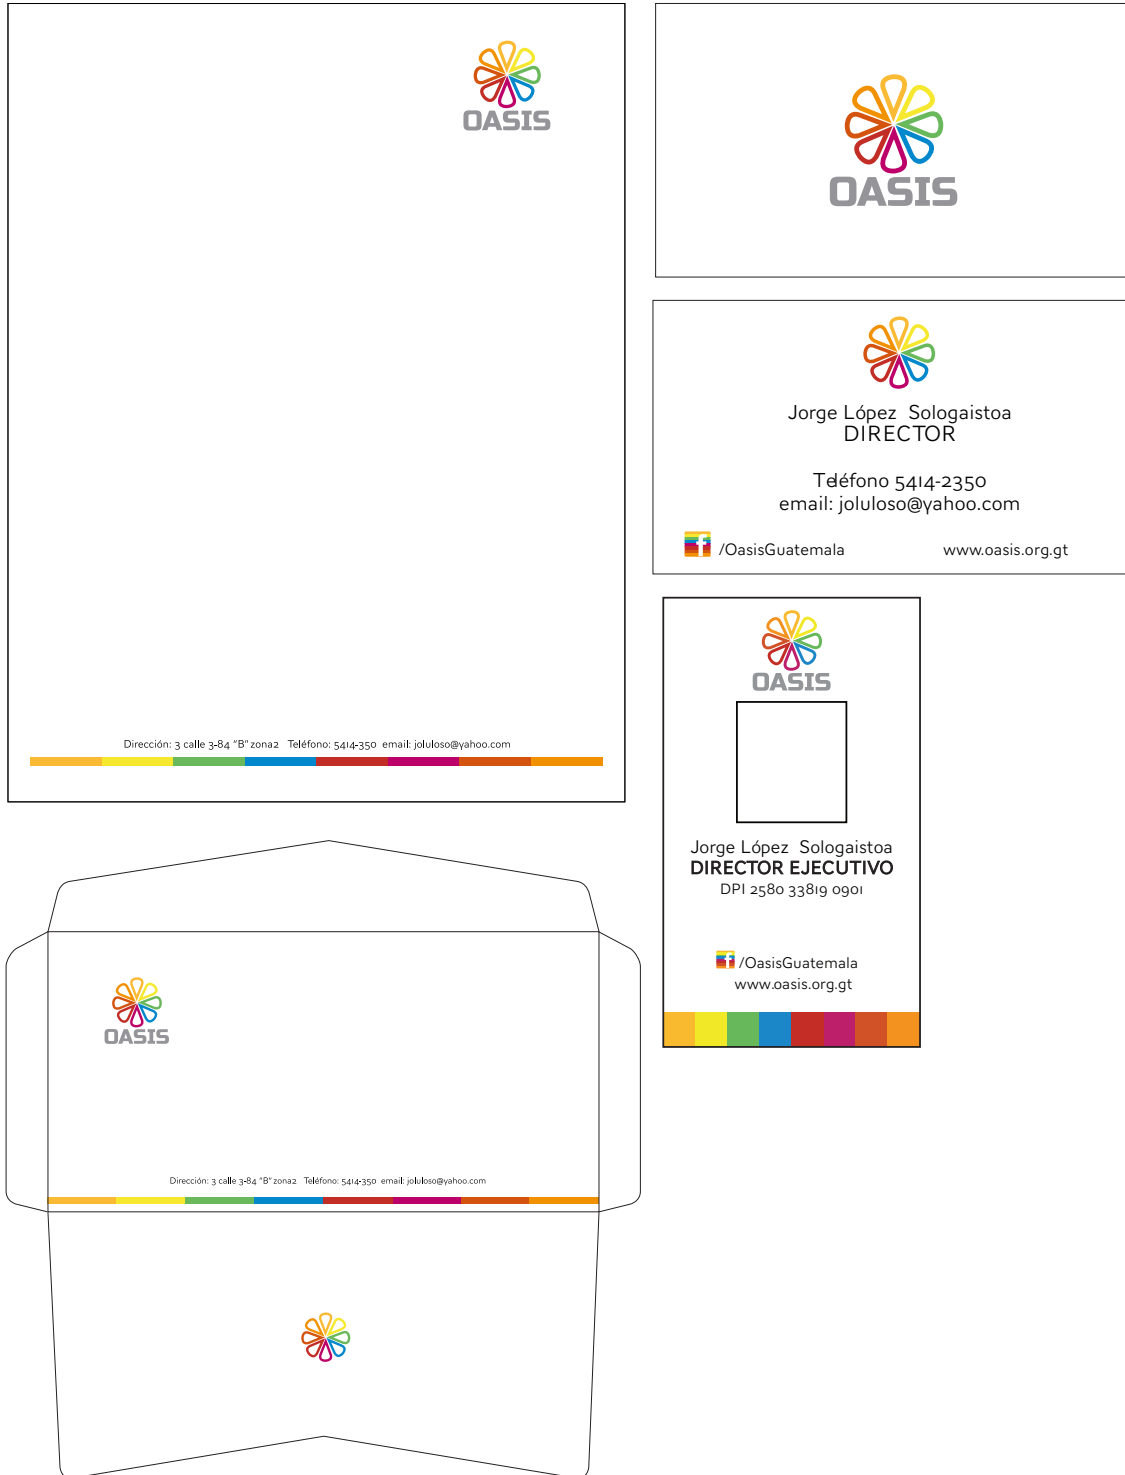 OASIS
Dirección: 3 calle 3-84 "B" zona2 Teléfono: 5414-350 email: joluloso@yahoo.com
OASIS
Jorge López Sologaistoa
DIRECTOR
Teléfono 5414-2350
email: joluloso@yahoo.com
f /OasisGuatemala www.oasis.org.gt
OASIS
Jorge López Sologaistoa
DIRECTOR EJECUTIVO
DPI 2580 33819 0901
f /OasisGuatemala
www.oasis.org.gt
OASIS
Dirección: 3 calle 3-84 "B" zona2 Teléfono: 5414-350 email: joluloso@yahoo.com